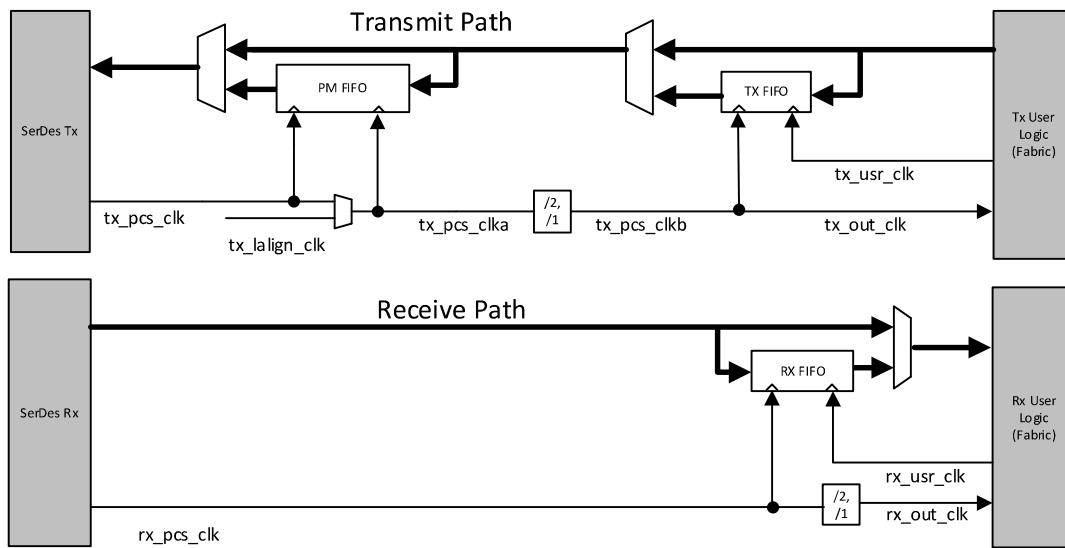 Transmit Path
PM FIFO
TX FIFO
SerDes Tx
Tx User
Logic
(Fabric)
tx_usr_clk
tx_pcs_clk
tx_lalign_clk
tx_pcs_clka
/2,
/1
tx_pcs_clkb
tx_out_clk
Receive Path
RX FIFO
SerDes Rx
Rx User
Logic
(Fabric)
rx_usr_clk
/2,
/1
rx_out_clk
rx_pcs_clk